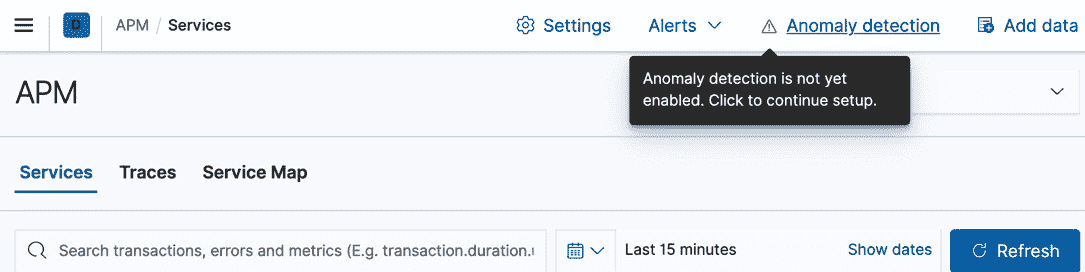 D APM / Services Settings Alerts Anomaly detection Add data
Anomaly detection is not yet
enabled. Click to continue setup.
APM
Services Traces Service Map
Search transactions, errors and metrics (E.g. transaction.duration.u Last 15 minutes Show dates Refresh